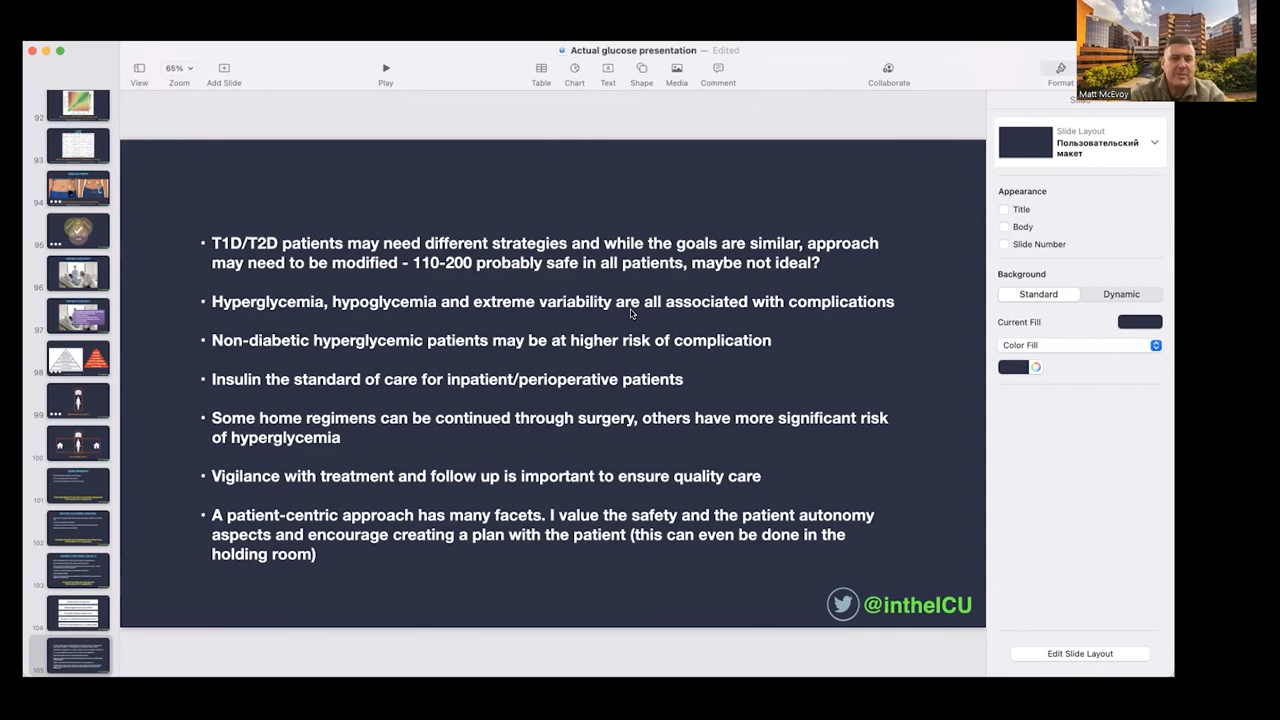 Actual glucose presentation — Edited
65%
View
Zoom
Add Slide
Play
Table
Chart
Text
Shape
Media
Comment
Collaborate
Format
Matt McEvoy
92
93
94
95
96
97
98
99
100
101
102
103
104
105
• T1D/T2D patients may need different strategies and while the goals are similar, approach
may need to be modified - 110-200 probably safe in all patients, maybe not ideal?
• Hyperglycemia, hypoglycemia and extreme variability are all associated with complications
• Non-diabetic hyperglycemic patients may be at higher risk of complication
• Insulin the standard of care for inpatient/perioperative patients
• Some home regimens can be continued through surgery, others have more significant risk
of hyperglycemia
• Vigilance with treatment and follow up is important to ensure quality care
• A patient-centric approach has many facets. I value the safety and the patient autonomy
aspects and encourage creating a plan with the patient (this can even be done in the
holding room)
@intheICU
Slide Layout
Пользовательский
макет
Appearance
Title
Body
Slide Number
Background
Standard
Dynamic
Current Fill
Color Fill
Edit Slide Layout